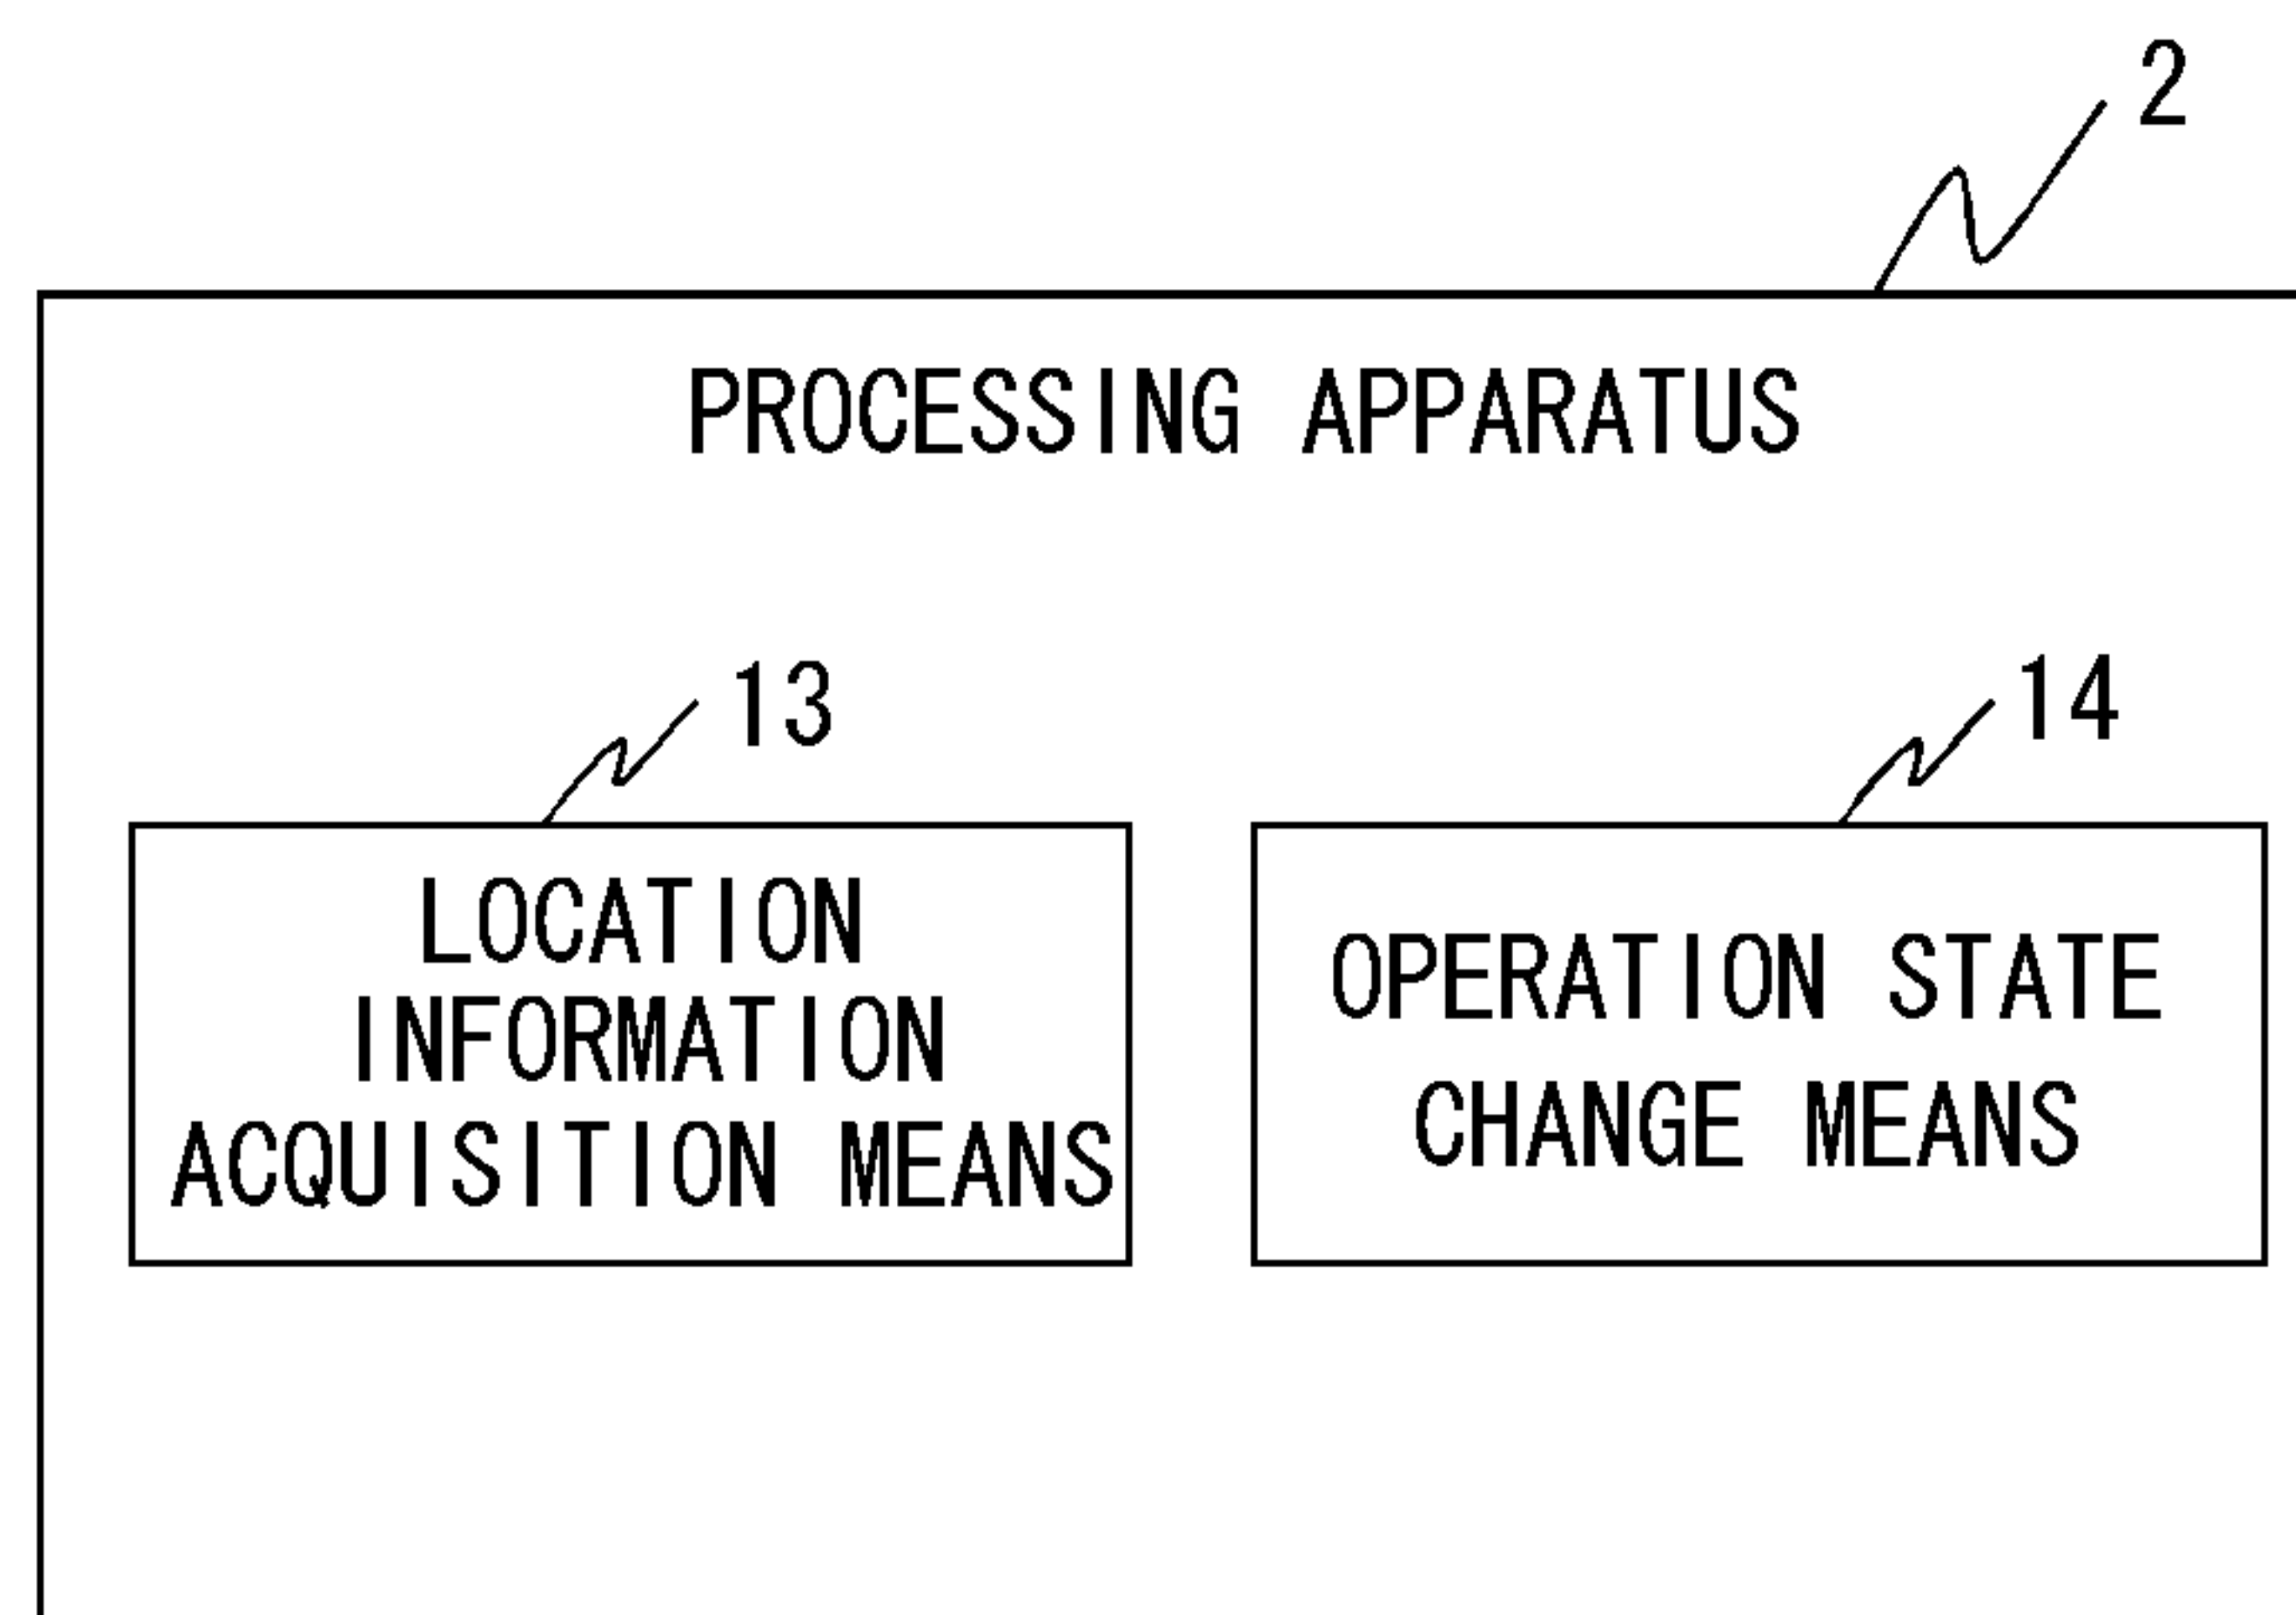 2
PROCESSING APPARATUS
13
14
LOCATION
INFORMATION
ACQUISITION MEANS
OPERATION STATE
CHANGE MEANS